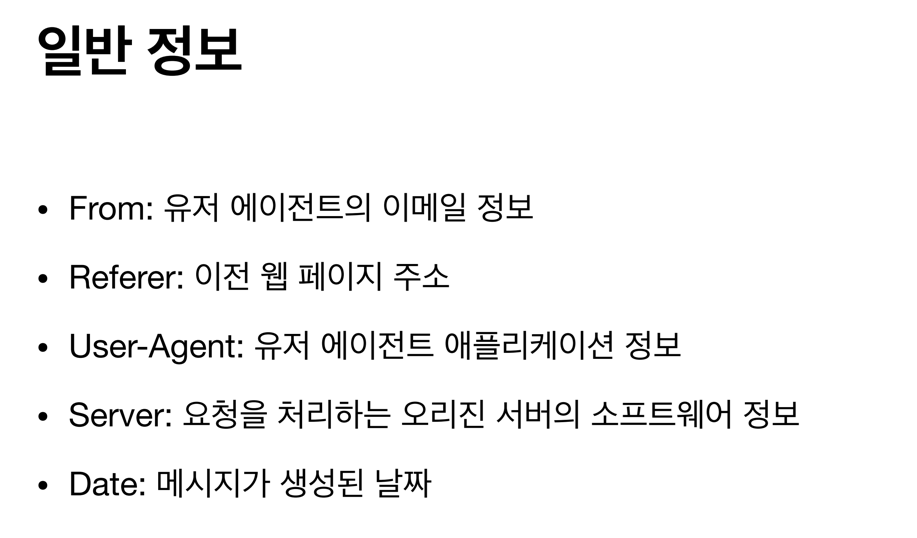 일반 정보
• From: 유저 에이전트의 이메일 정보
• Referer: 이전 웹 페이지 주소
• User-Agent: 유저 에이전트 애플리케이션 정보
• Server: 요청을 처리하는 오리진 서버의 소프트웨어 정보
• Date: 메시지가 생성된 날짜